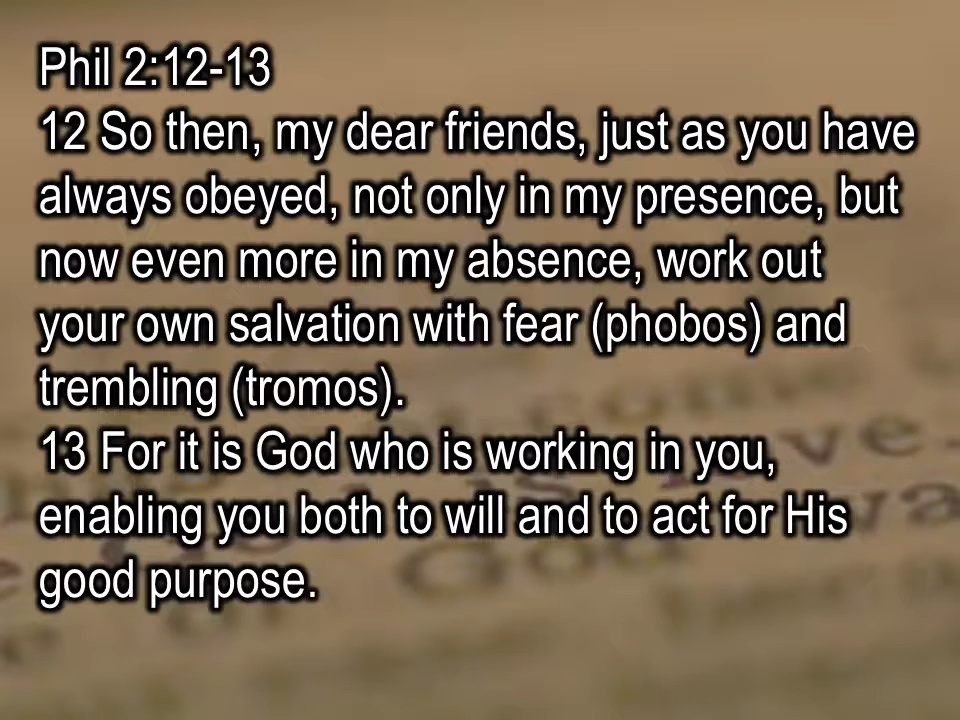 Phil 2:12-13
12 So then, my dear friends, just as you have
always obeyed, not only in my presence, but
now even more in my absence, work out
your own salvation with fear (phobos) and
trembling (tromos).
13 For it is God who is working in you,
enabling you both to will and to act for His
good purpose.